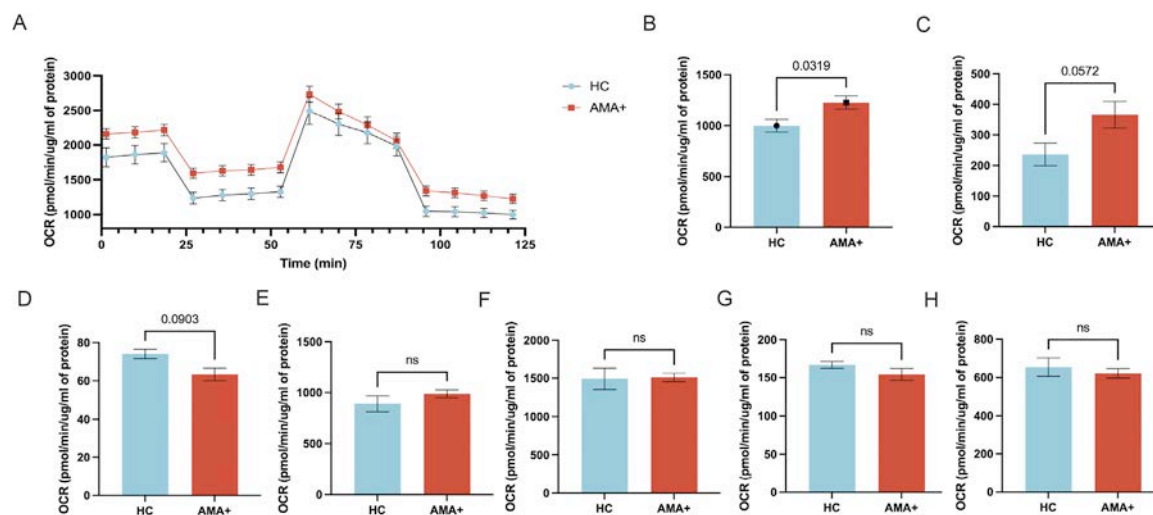 A
OCR (pmol/min/ug/ml of protein)
3000
2500
2000
1500
1000
0
25
50
75
100
125
Time (min)
HC
AMA+
B
OCR (pmol/min/ug/ml of protein)
0.0319
1500
1000
500
0
HC
AMA+
C
OCR (pmol/min/ug/ml of protein)
0.0572
500
400
300
200
100
0
HC
AMA+
D
OCR (pmol/min/ug/ml of protein)
0.0903
80
60
40
20
0
HC
AMA+
E
OCR (pmol/min/ug/ml of protein)
ns
1500
1000
500
0
HC
AMA+
F
OCR (pmol/min/ug/ml of protein)
ns
2000
1500
1000
500
0
HC
AMA+
G
OCR (pmol/min/ug/ml of protein)
ns
200
150
100
50
0
HC
AMA+
H
OCR (pmol/min/ug/ml of protein)
ns
800
600
400
200
0
HC
AMA+